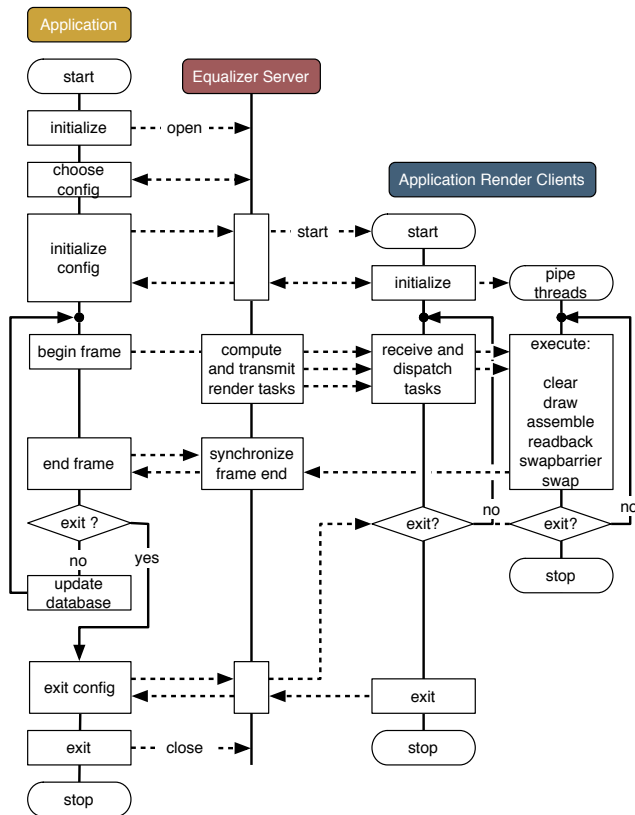 Application
Equalizer Server
Application Render Clients
start
initialize
open
choose
config
initialize
config
start
start
initialize
pipe
threads
begin frame
compute
and transmit
render tasks
receive and
dispatch
tasks
execute:
clear
draw
assemble
readback
swapbarrier
swap
end frame
synchronize
frame end
exit ?
no
yes
exit?
no
exit?
no
stop
update
database
exit config
exit
exit
close
stop
stop